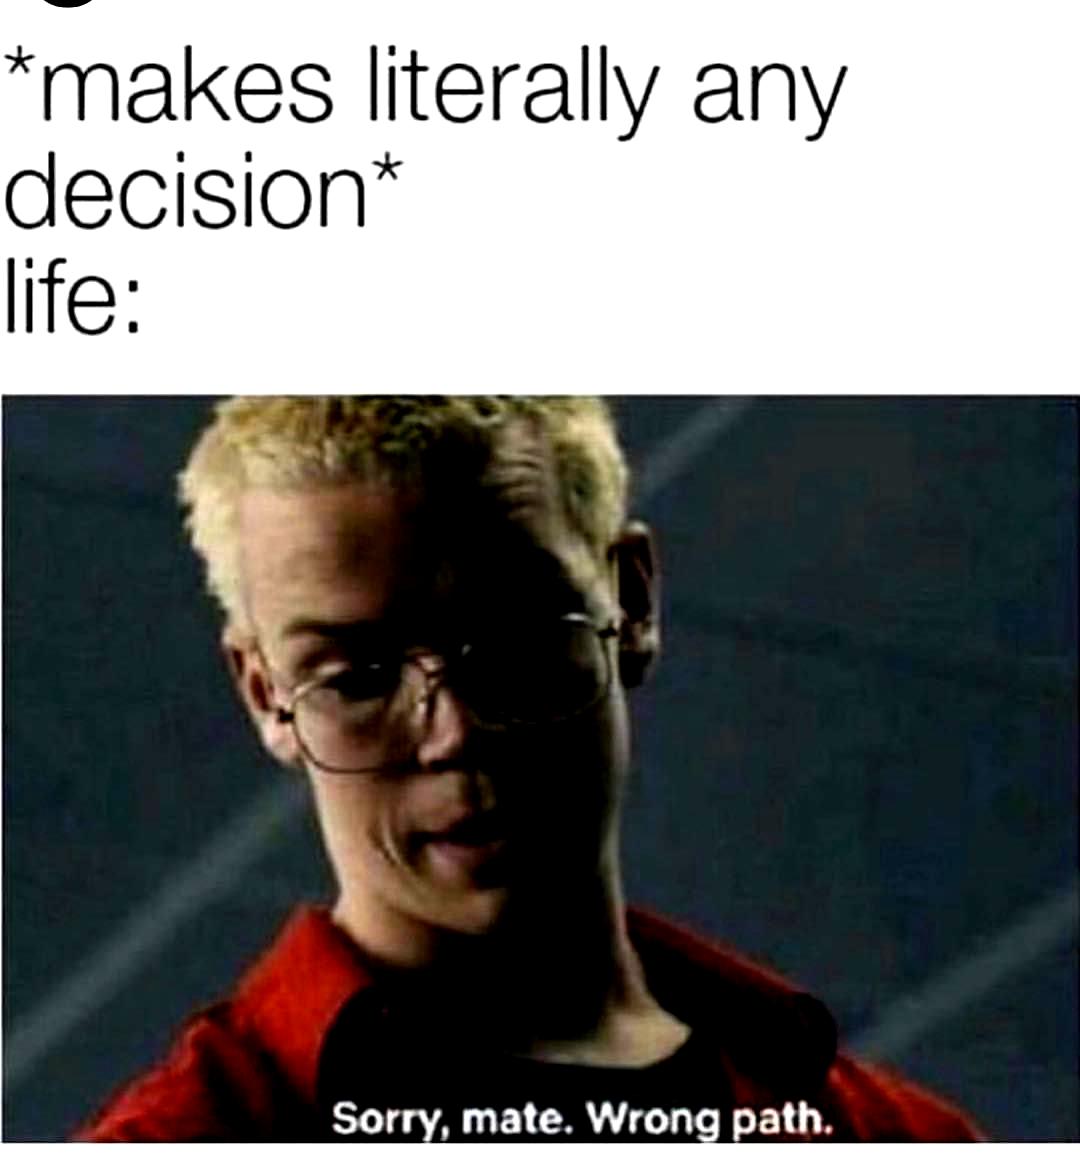 *makes literally any
decision*
life:
Sorry, mate. Wrong path.